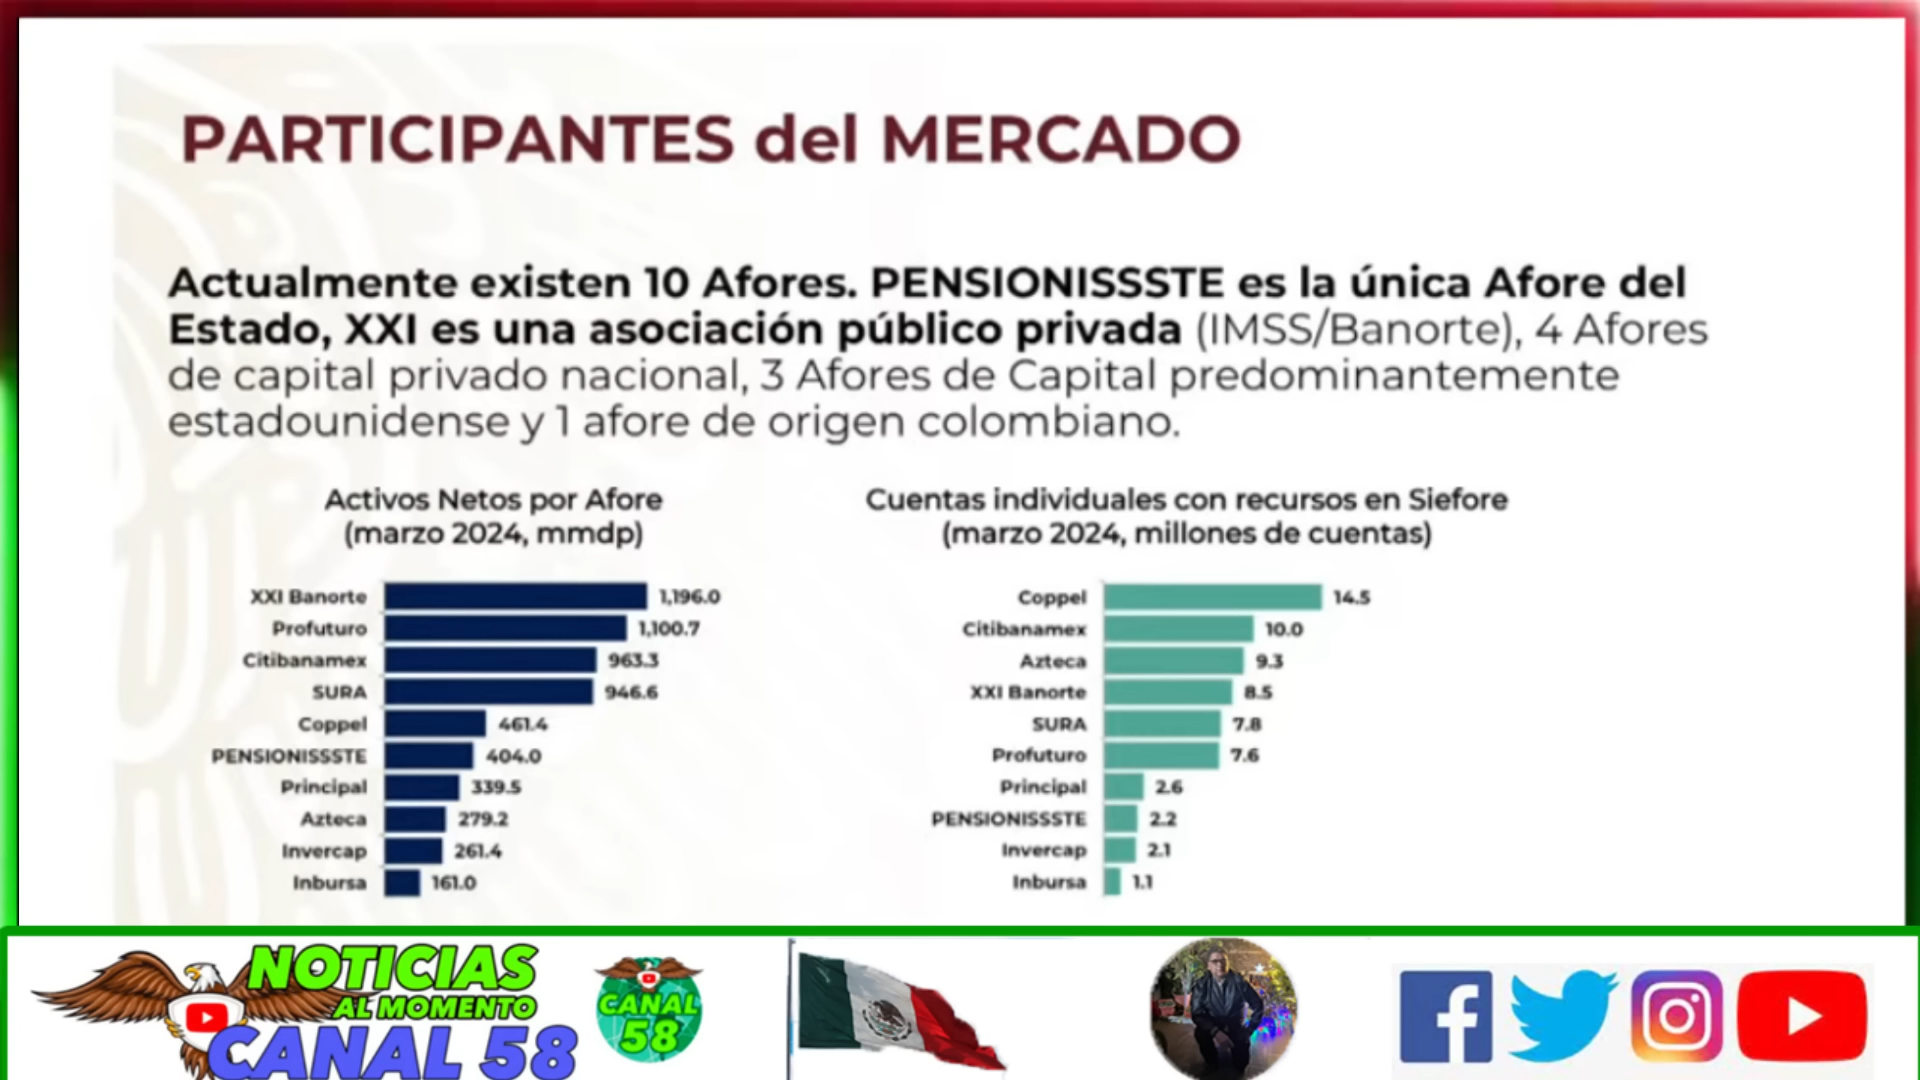 PARTICIPANTES del MERCADO
Actualmente existen 10 Afores. PENSIONISSSTE es la única Afore del
Estado, XXI es una asociación público privada (IMSS/Banorte), 4 Afores
de capital privado nacional, 3 Afores de Capital predominantemente
estadounidense y 1 afore de origen colombiano.
Activos Netos por Afore
(marzo 2024, mmdp)
XXI Banorte 1,196.0
Profuturo 1,100.7
Citibanamex 963.3
SURA 946.6
Coppel 461.4
PENSIONISSSTE 404.0
Principal 339.5
Azteca 279.2
Invercap 261.4
Inbursa 161.0
Cuentas individuales con recursos en Siefore
(marzo 2024, millones de cuentas)
Coppel 14.5
Citibanamex 10.0
Azteca 9.3
XXI Banorte 8.5
SURA 7.8
Profuturo 7.6
Principal 2.6
PENSIONISSSTE 2.2
Invercap 2.1
Inbursa 1.1
NOTICIAS
AL MOMENTO
CANAL 58
CANAL
58